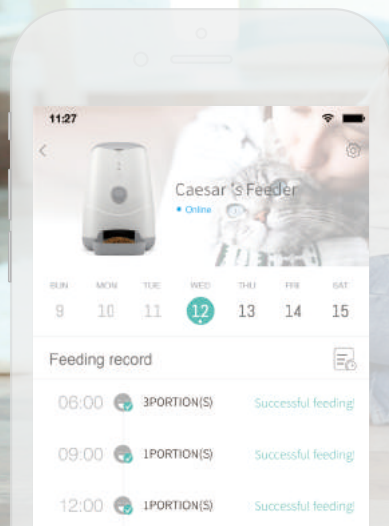 11:27
Caesar 's Feeder
• Online
SUN MON TUE WED THU FRI SAT
9 10 11 12 13 14 15
Feeding record
06:00 3PORTION(S) Successful feeding!
09:00 1PORTION(S) Successful feeding!
12:00 1PORTION(S) Successful feeding!